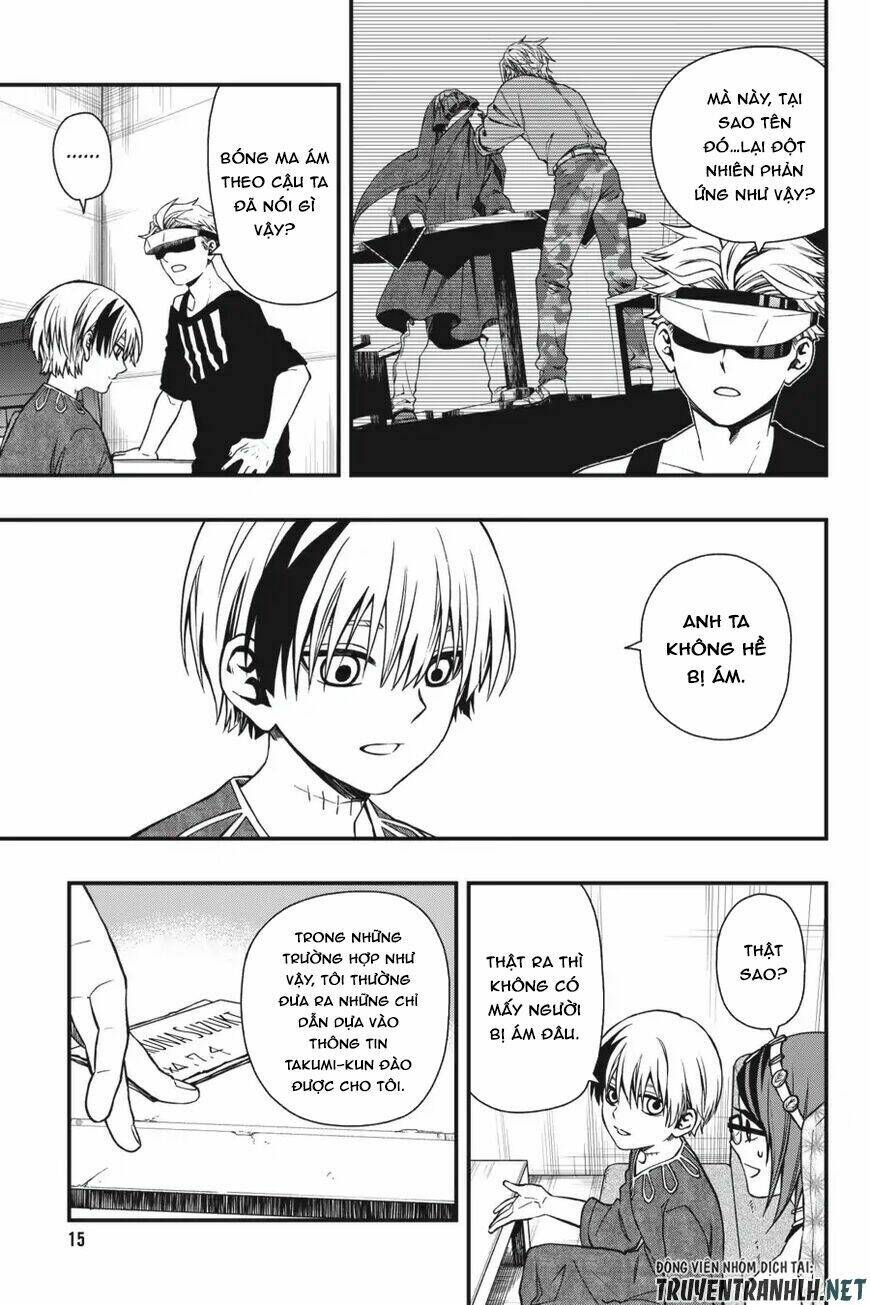 MÀ NÀY, TẠI
SAO TÊN
ĐÓ...LẠI ĐỘT
NHIÊN PHẢN
ỨNG NHƯ VẬY?
BÓNG MA ÁM
THEO CẬU TA
ĐÃ NÓI GÌ
VẬY?
......
ANH TA
KHÔNG HỀ
BỊ ÁM.
THẬT
SAO?
THẬT RA THÌ
KHÔNG CÓ
MẤY NGƯỜI
BỊ ÁM ĐÂU.
TRONG NHỮNG
TRƯỜNG HỢP NHƯ
VẬY, TÔI THƯỜNG
ĐƯA RA NHỮNG CHỈ
DẪN DỰA VÀO
THÔNG TIN
TAKUMI-KUN ĐÀO
ĐƯỢC CHO TÔI.
15
ĐỘNG VIÊN NHÓM DỊCH TẠI:
TRUYENTRANHLH.NET